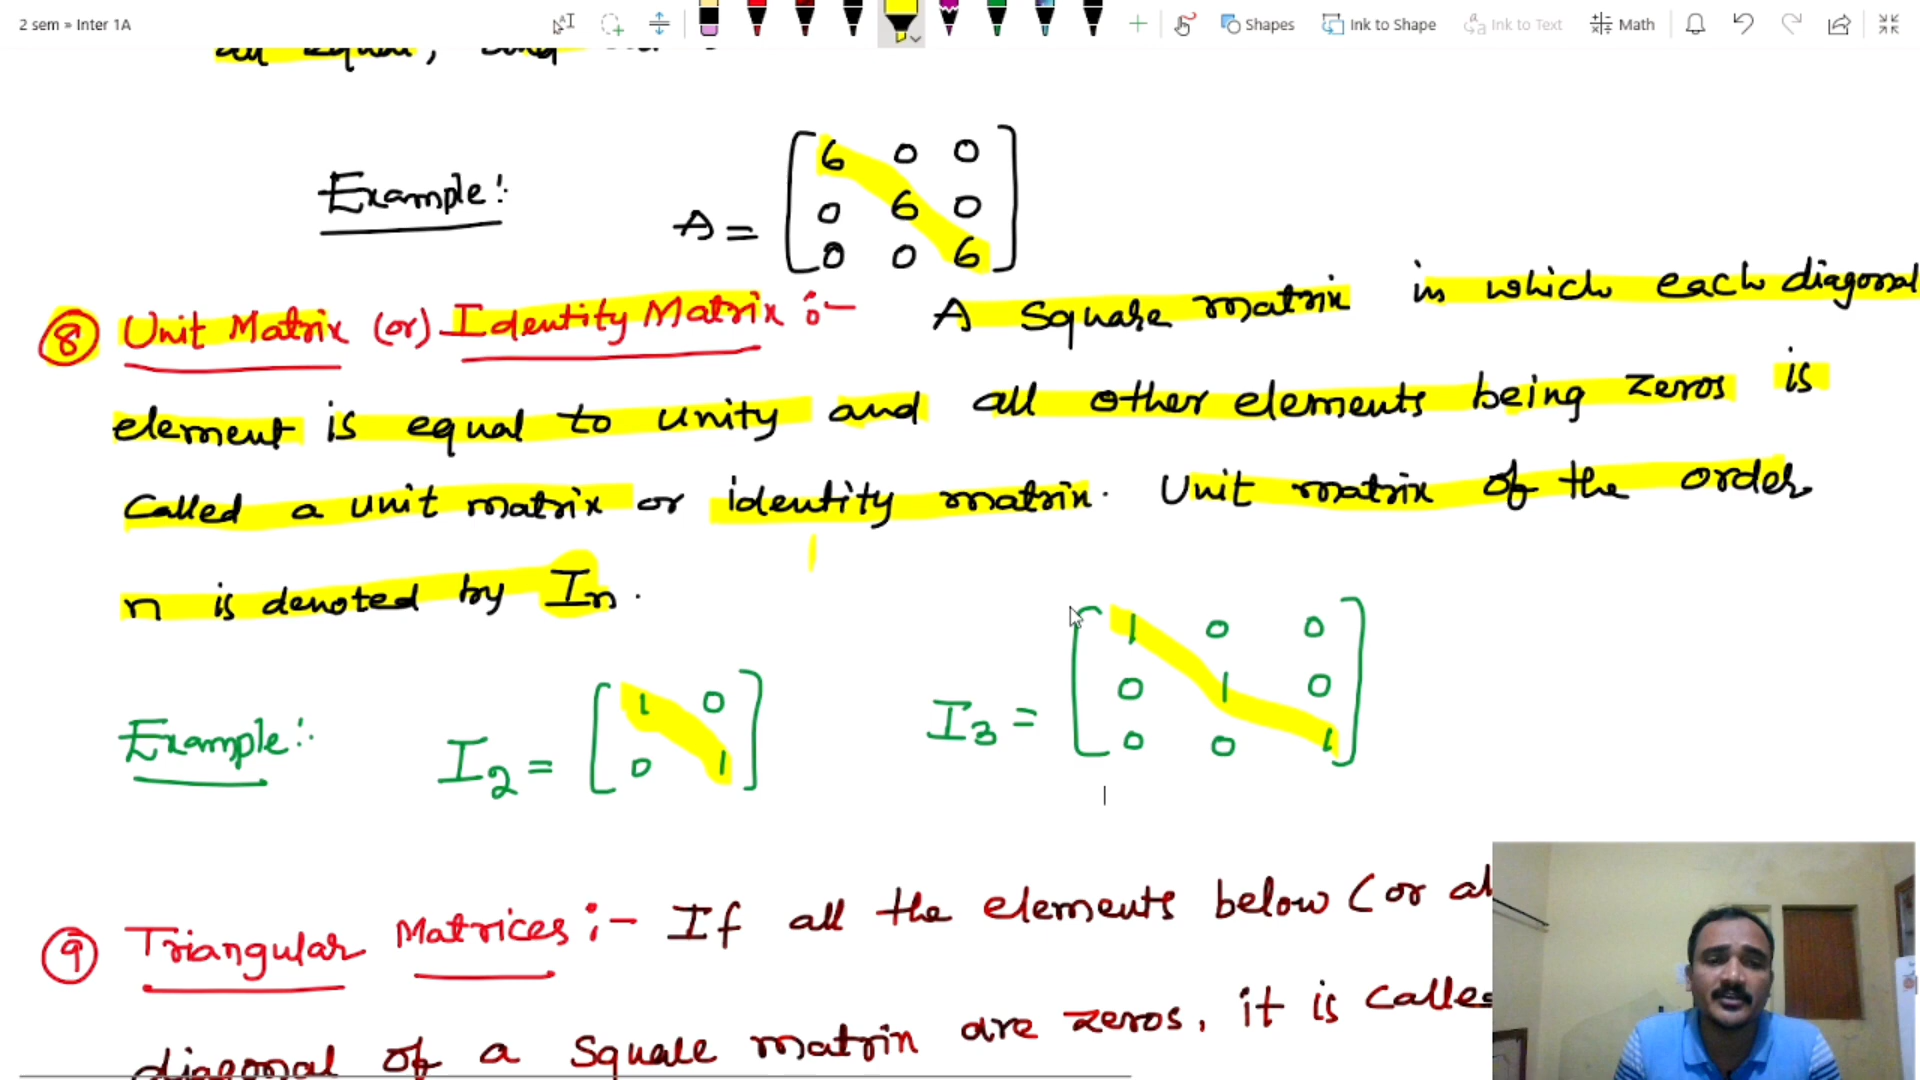 2 sem » Inter 1A
Shapes Ink to Shape Ink to Text Math
all equal,
Example:
A = [ 6 0 0
0 6 0
0 0 6 ]
⑧ Unit Matrix (or) Identity Matrix :- A Square matrix in which each diagonal
element is equal to unity and all other elements being zeros is
called a unit matrix or identity matrix. Unit matrix of the order
n is denoted by In.
Example:
I2 = [ 1 0
0 1 ]
I3 = [ 1 0 0
0 1 0
0 0 1 ]
⑨ Triangular Matrices :- If all the elements below (or
diagonal of a Square matrix are zeros, it is called